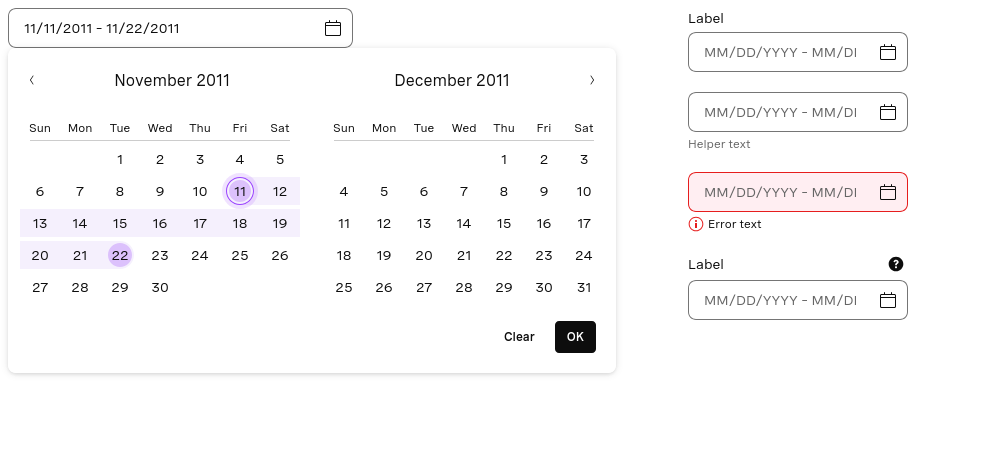 11/11/2011 – 11/22/2011
November 2011
Sun Mon Tue Wed Thu Fri Sat
1 2 3 4 5
6 7 8 9 10 11 12
13 14 15 16 17 18 19
20 21 22 23 24 25 26
27 28 29 30
December 2011
Sun Mon Tue Wed Thu Fri Sat
1 2 3
4 5 6 7 8 9 10
11 12 13 14 15 16 17
18 19 20 21 22 23 24
25 26 27 28 29 30 31
Clear OK
Label
MM/DD/YYYY – MM/DI
MM/DD/YYYY – MM/DI
Helper text
MM/DD/YYYY – MM/DI
Error text
Label ?
MM/DD/YYYY – MM/DI